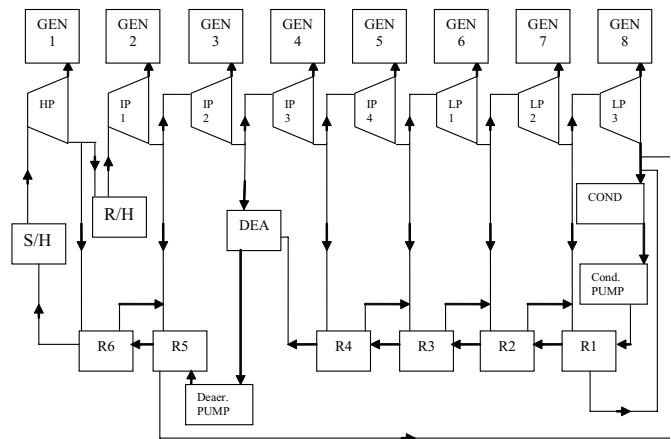 GEN
1
GEN
2
GEN
3
GEN
4
GEN
5
GEN
6
GEN
7
GEN
8
HP
IP
1
IP
2
IP
3
IP
4
LP
1
LP
2
LP
3
R/H
S/H
DEA
COND
Cond.
PUMP
R6
R5
R4
R3
R2
R1
Deaer.
PUMP